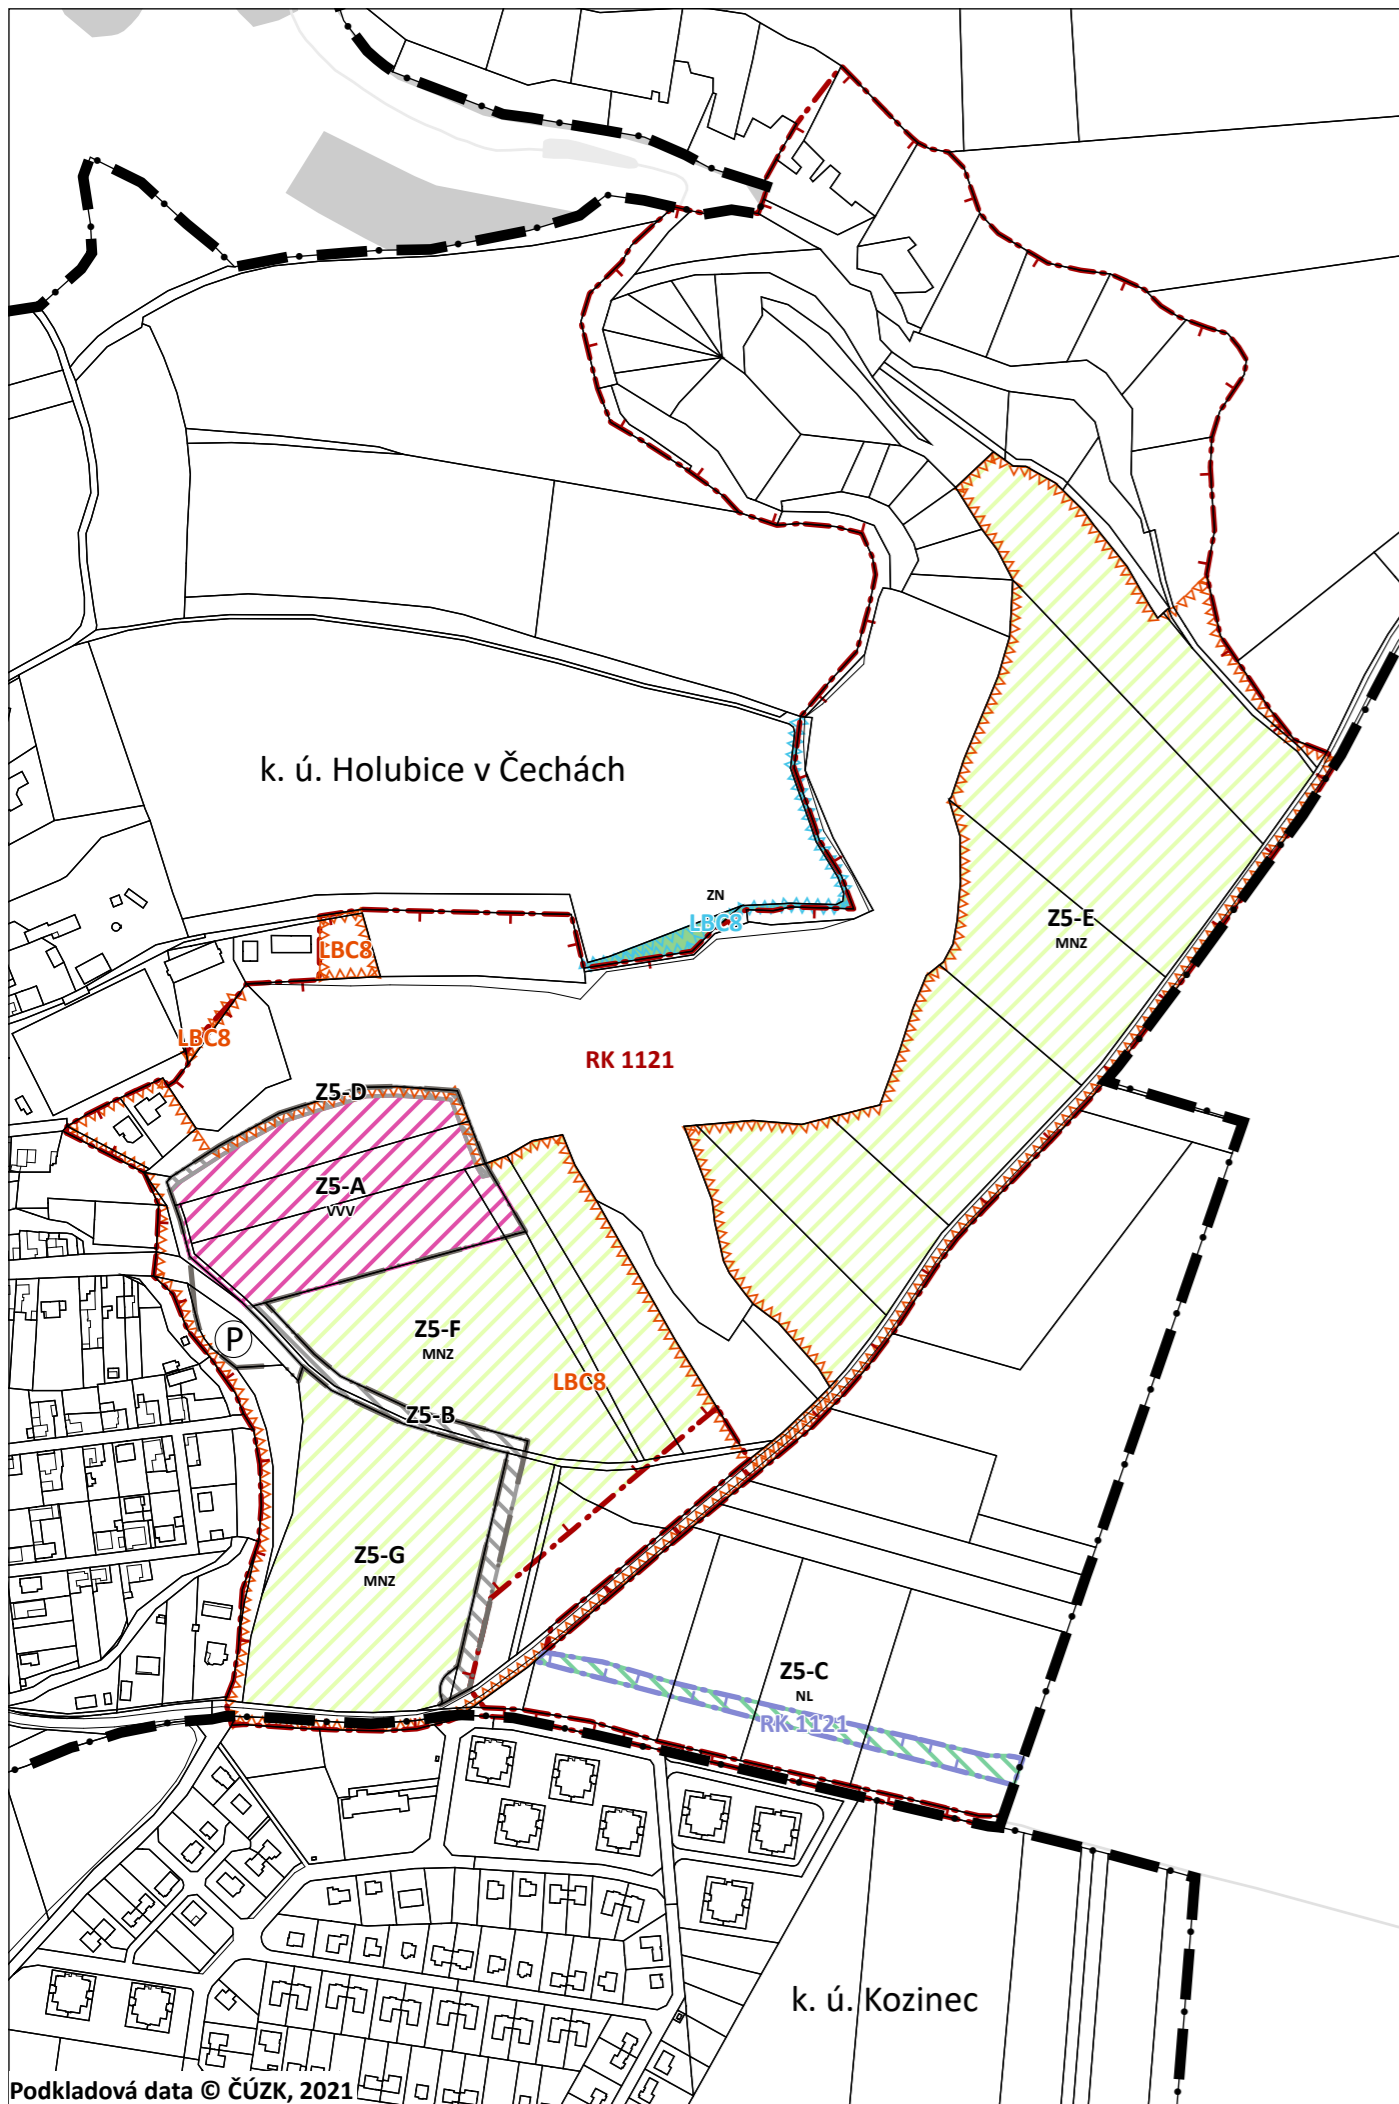 k. ú. Holubice v Čechách
ZN
LBC8
Z5-E
MNZ
LBC8
LBC8
RK 1121
Z5-D
Z5-A
VVV
Z5-F
MNZ
P
LBC8
Z5-B
Z5-G
MNZ
Z5-C
NL
RK 1121
k. ú. Kozinec
Podkladová data © ČÚZK, 2021